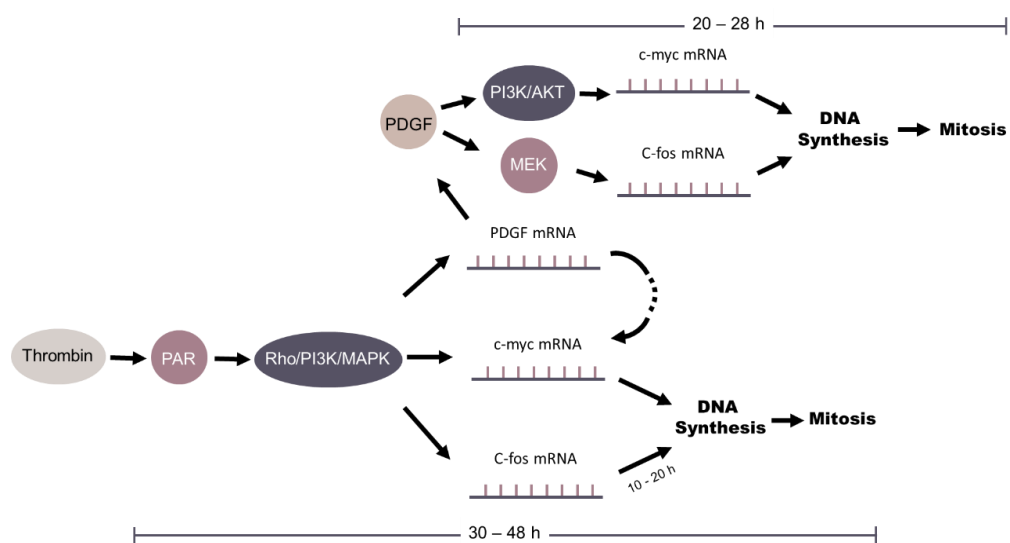 20 – 28 h
c-myc mRNA
PI3K/AKT
PDGF
DNA
Synthesis
Mitosis
C-fos mRNA
MEK
PDGF mRNA
Thrombin
PAR
Rho/PI3K/MAPK
c-myc mRNA
DNA
Synthesis
Mitosis
C-fos mRNA
10 - 20 h
30 – 48 h